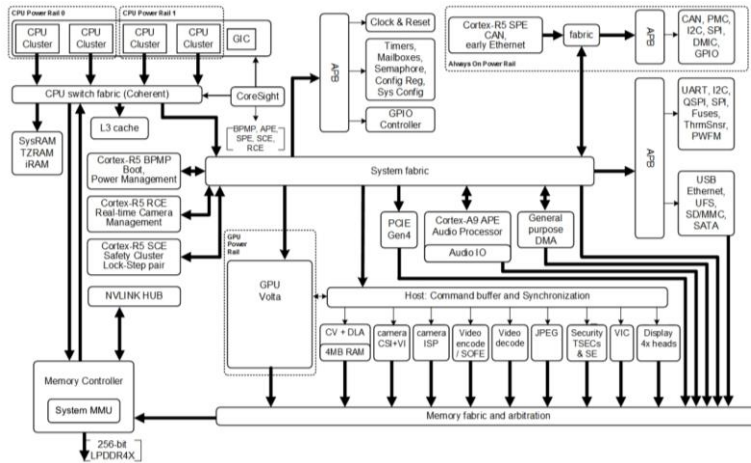 CPU Power Rail 0
CPU Power Rail 1
CPU
Cluster
CPU
Cluster
CPU
Cluster
CPU
Cluster
GIC
CPU switch fabric (Coherent)
CoreSight
L3 cache
BPMP, APE,
SPE, SCE,
RCE
SysRAM
TZRAM
iRAM
APB
Clock & Reset
Timers,
Mailboxes,
Semaphore,
Config Reg,
Sys Config
GPIO
Controller
Cortex-R5 SPE
CAN,
early Ethernet
fabric
APB
CAN, PMC,
I2C, SPI,
DMIC,
GPIO
Always On Power Rail
APB
UART, I2C,
QSPI, SPI,
Fuses,
ThrmSnsr,
PWFM
USB
Ethernet,
UFS,
SD/MMC,
SATA
System fabric
Cortex-R5 BPMP
Boot,
Power Management
Cortex-R5 RCE
Real-time Camera
Management
Cortex-R5 SCE
Safety Cluster
Lock-Step pair
NVLINK HUB
GPU
Power
Rail
GPU
Volta
PCIE
Gen4
Cortex-A9 APE
Audio Processor
Audio IO
General
purpose
DMA
Host: Command buffer and Synchronization
CV + DLA
4MB RAM
camera
CSI+VI
camera
ISP
Video
encode
/ SOFE
Video
decode
JPEG
Security
TSECs
& SE
VIC
Display
4x heads
Memory Controller
System MMU
Memory fabric and arbitration
256-bit
LPDDR4X